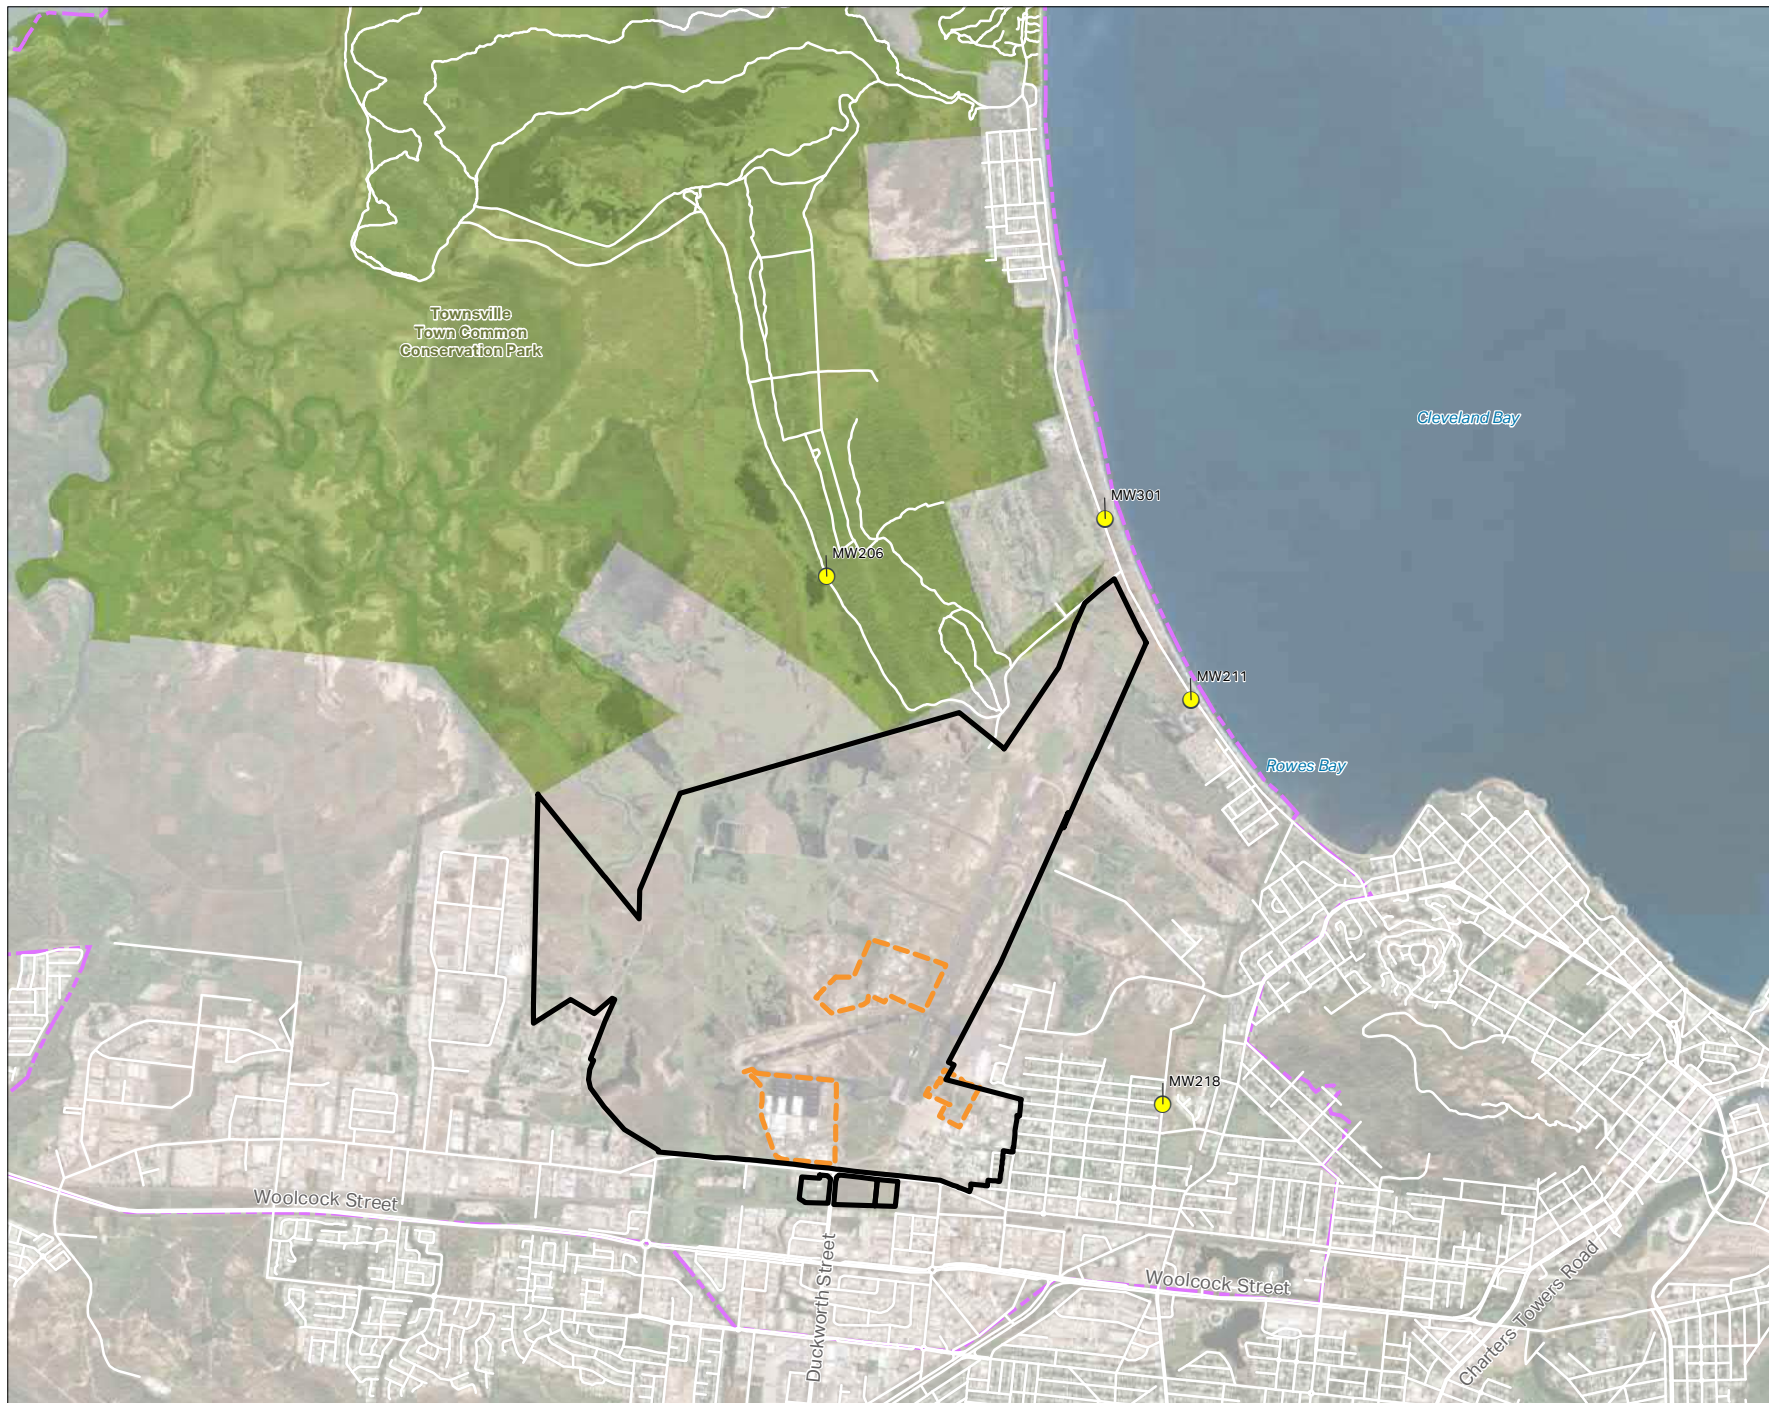 Townsville
Town Common
Conservation Park
Cleveland Bay
MW301
MW206
MW211
Rowes Bay
MW218
Woolcock Street
Duckworth Street
Woolcock Street
Charters Towers Road